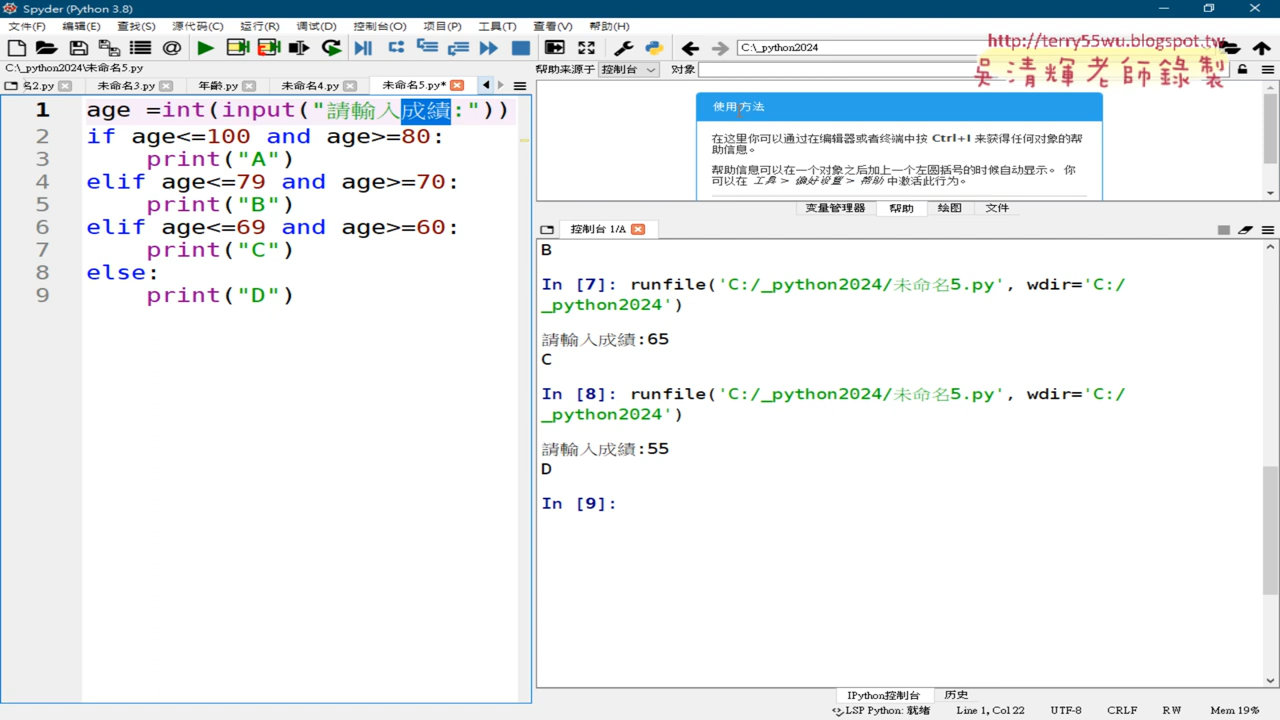 Spyder (Python 3.8)
文件(F) 编辑(E) 查找(S) 源代码(C) 运行(R) 调试(D) 控制台(O) 项目(P) 工具(T) 查看(V) 帮助(H)
C:\_python2024
http://terry55wu.blogspot.tw
吳清輝老師錄製
C:\_python2024\未命名5.py
名2.py 未命名3.py 年齡.py 未命名4.py 未命名5.py*
帮助来源于 控制台 对象
1 age =int(input("請輸入成績:"))
2 if age<=100 and age>=80:
3 print("A")
4 elif age<=79 and age>=70:
5 print("B")
6 elif age<=69 and age>=60:
7 print("C")
8 else:
9 print("D")
使用方法
在这里你可以通过在编辑器或者终端中按 Ctrl+I 来获得任何对象的帮
助信息。
帮助信息可以在一个对象之后加上一个左圆括号的时候自动显示。 你
可以在 工具 > 偏好设置 > 帮助 中激活此行为。
变量管理器 帮助 绘图 文件
控制台 1/A
B
In [7]: runfile('C:/_python2024/未命名5.py', wdir='C:/
_python2024')
請輸入成績:65
C
In [8]: runfile('C:/_python2024/未命名5.py', wdir='C:/
_python2024')
請輸入成績:55
D
In [9]:
IPython控制台 历史
LSP Python: 就绪 Line 1, Col 22 UTF-8 CRLF RW Mem 19%